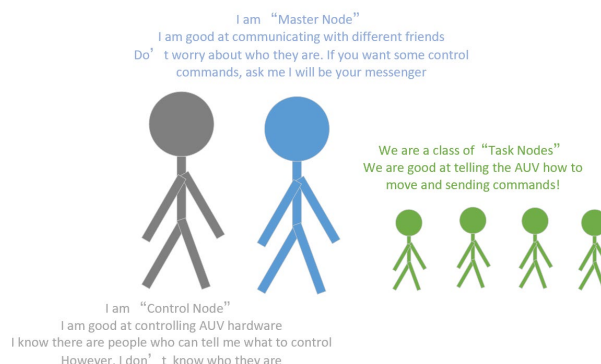 I am “Master Node”
I am good at communicating with different friends
Do’t worry about who they are. If you want some control
commands, ask me I will be your messenger
We are a class of “Task Nodes”
We are good at telling the AUV how to
move and sending commands!
I am “Control Node”
I am good at controlling AUV hardware
I know there are people who can tell me what to control
However, I don’t know who they are